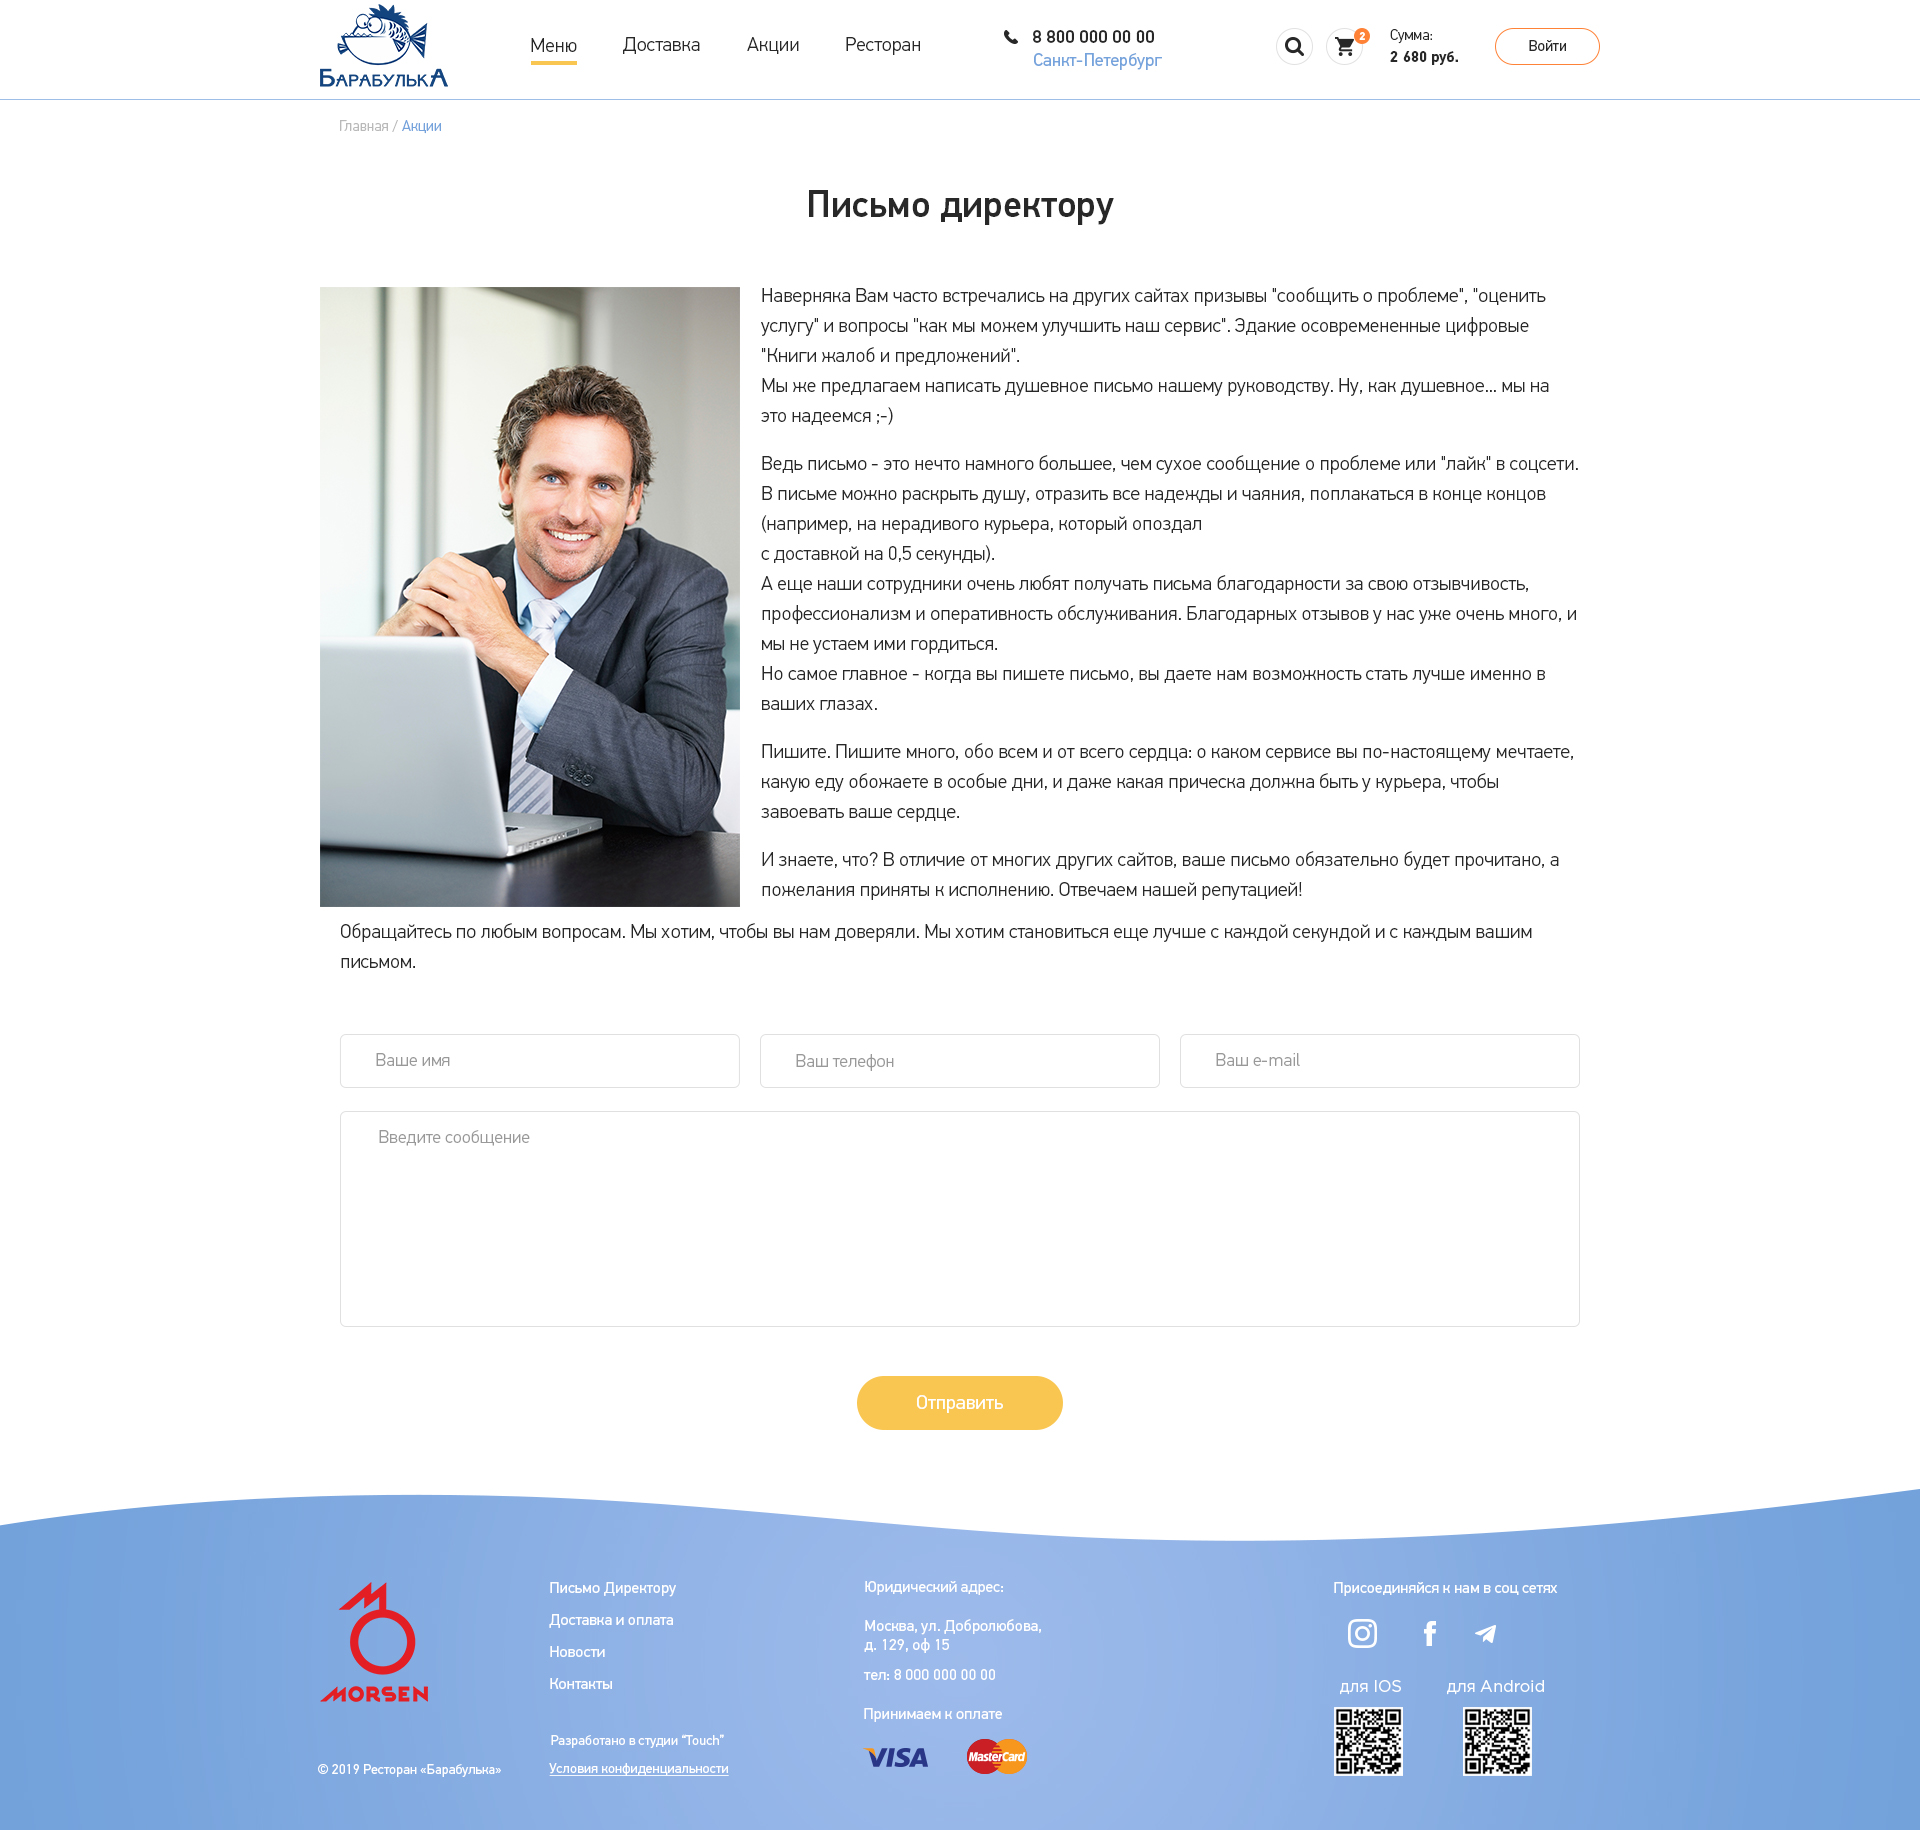 БАРАБУЛЬКА
Меню
Доставка
Акции
Ресторан
8 800 000 00 00
Санкт-Петербург
2
Сумма:
2 680 руб.
Войти
Главная / Акции
Письмо директору
Наверняка Вам часто встречались на других сайтах призывы "сообщить о проблеме", "оценить
услугу" и вопросы "как мы можем улучшить наш сервис". Эдакие осовремененные цифровые
"Книги жалоб и предложений".
Мы же предлагаем написать душевное письмо нашему руководству. Ну, как душевное... мы на
это надеемся ;-)
Ведь письмо - это нечто намного большее, чем сухое сообщение о проблеме или "лайк" в соцсети.
В письме можно раскрыть душу, отразить все надежды и чаяния, поплакаться в конце концов
(например, на нерадивого курьера, который опоздал
с доставкой на 0,5 секунды).
А еще наши сотрудники очень любят получать письма благодарности за свою отзывчивость,
профессионализм и оперативность обслуживания. Благодарных отзывов у нас уже очень много, и
мы не устаем ими гордиться.
Но самое главное - когда вы пишете письмо, вы даете нам возможность стать лучше именно в
ваших глазах.
Пишите. Пишите много, обо всем и от всего сердца: о каком сервисе вы по-настоящему мечтаете,
какую еду обожаете в особые дни, и даже какая прическа должна быть у курьера, чтобы
завоевать ваше сердце.
И знаете, что? В отличие от многих других сайтов, ваше письмо обязательно будет прочитано, а
пожелания приняты к исполнению. Отвечаем нашей репутацией!
Обращайтесь по любым вопросам. Мы хотим, чтобы вы нам доверяли. Мы хотим становиться еще лучше с каждой секундой и с каждым вашим
письмом.
Ваше имя
Ваш телефон
Ваш e-mail
Введите сообщение
Отправить
MORSEN
© 2019 Ресторан «Барабулька»
Письмо Директору
Доставка и оплата
Новости
Контакты
Разработано в студии “Touch”
Условия конфиденциальности
Юридический адрес:
Москва, ул. Добролюбова,
д. 129, оф 15
тел: 8 000 000 00 00
Принимаем к оплате
VISA
MasterCard
Присоединяйся к нам в соц сетях
для IOS
для Android